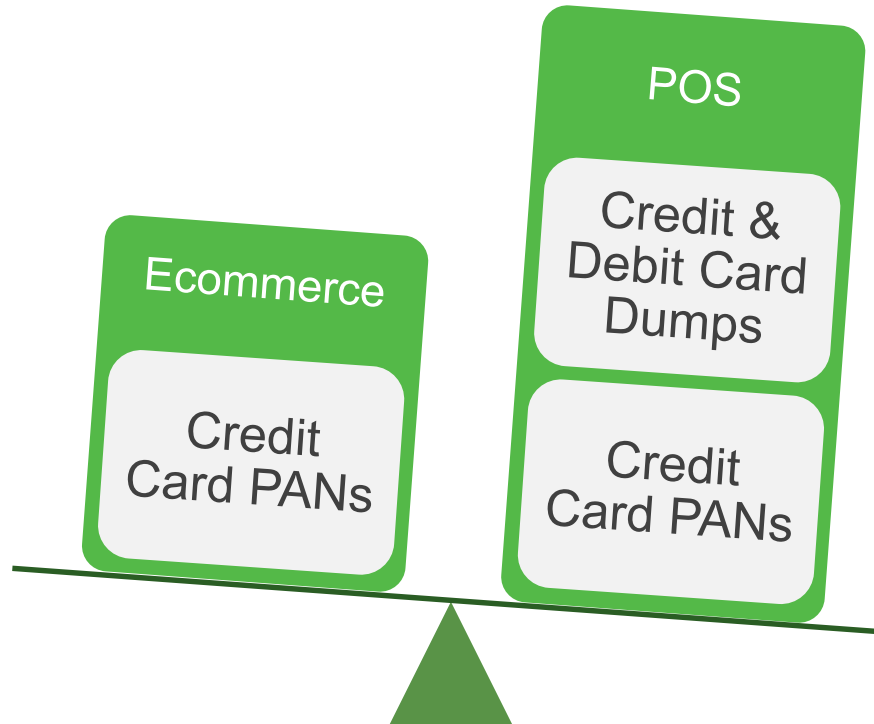 Ecommerce
Credit
Card PANs
POS
Credit &
Debit Card
Dumps
Credit
Card PANs